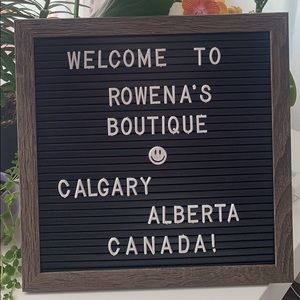 WELCOME TO
ROWENA'S
BOUTIQUE
CALGARY
ALBERTA
CANADA!